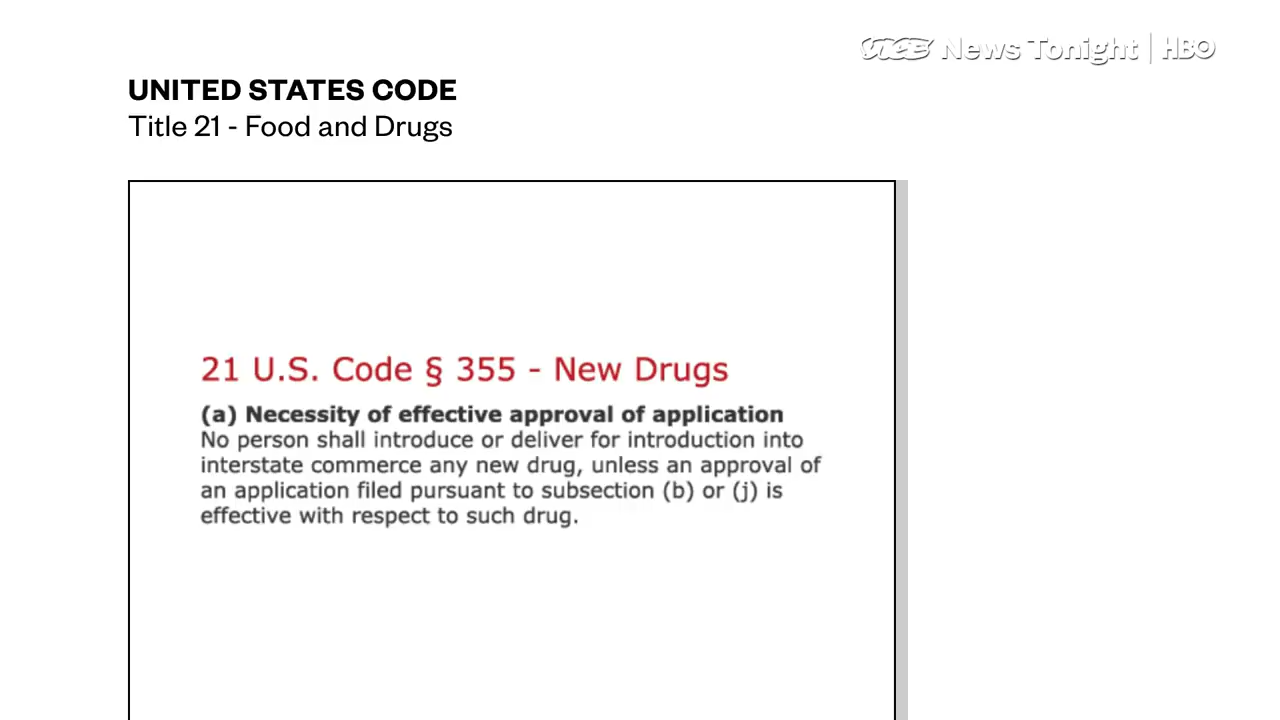 VICE News Tonight | HBO
UNITED STATES CODE
Title 21 - Food and Drugs
21 U.S. Code § 355 - New Drugs
(a) Necessity of effective approval of application
No person shall introduce or deliver for introduction into
interstate commerce any new drug, unless an approval of
an application filed pursuant to subsection (b) or (j) is
effective with respect to such drug.